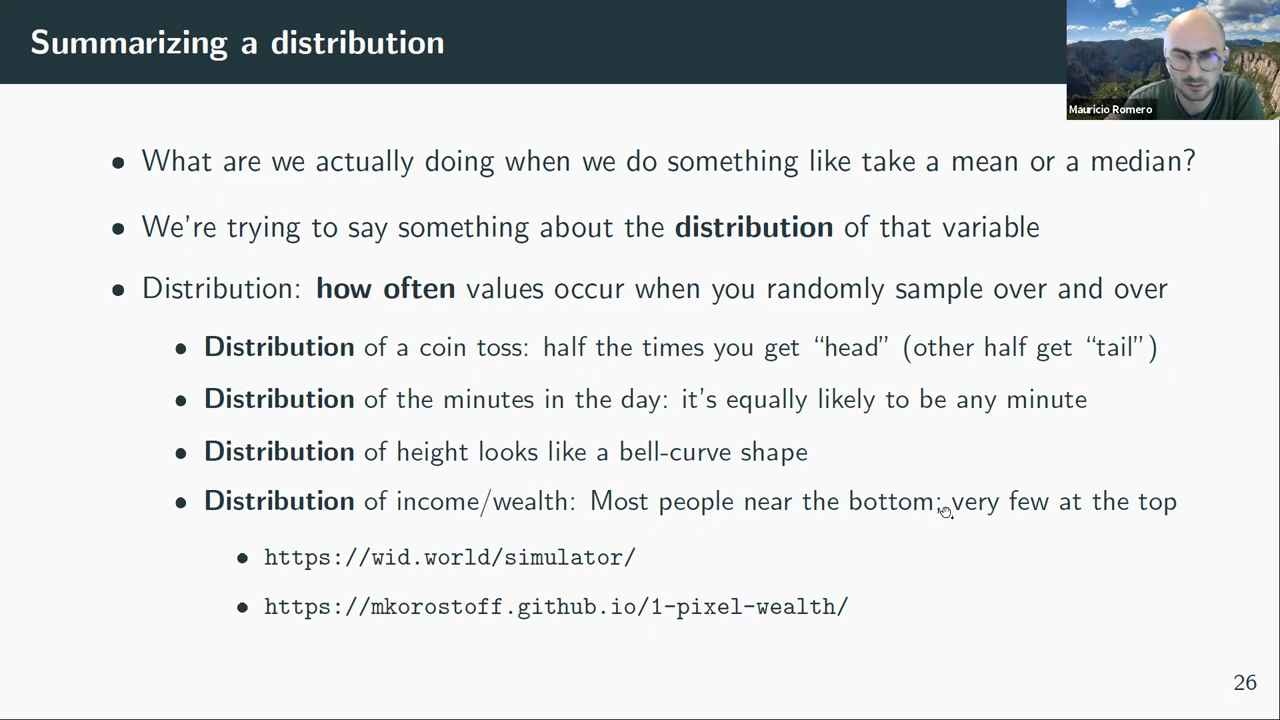 Summarizing a distribution
Mauricio Romero
• What are we actually doing when we do something like take a mean or a median?
• We're trying to say something about the distribution of that variable
• Distribution: how often values occur when you randomly sample over and over
• Distribution of a coin toss: half the times you get “head” (other half get “tail”)
• Distribution of the minutes in the day: it's equally likely to be any minute
• Distribution of height looks like a bell-curve shape
• Distribution of income/wealth: Most people near the bottom; very few at the top
• https://wid.world/simulator/
• https://mkorostoff.github.io/1-pixel-wealth/
26